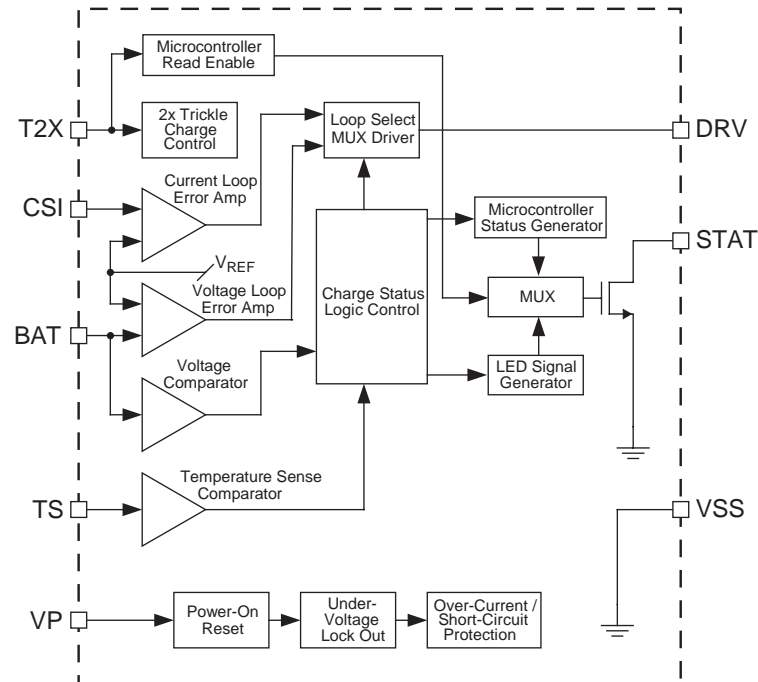 Microcontroller
Read Enable
T2X
2x Trickle
Charge
Control
Loop Select
MUX Driver
DRV
CSI
Current Loop
Error Amp
Microcontroller
Status Generator
STAT
VREF
Voltage Loop
Error Amp
Charge Status
Logic Control
MUX
BAT
Voltage
Comparator
LED Signal
Generator
TS
Temperature Sense
Comparator
VSS
VP
Power-On
Reset
Under-
Voltage
Lock Out
Over-Current /
Short-Circuit
Protection